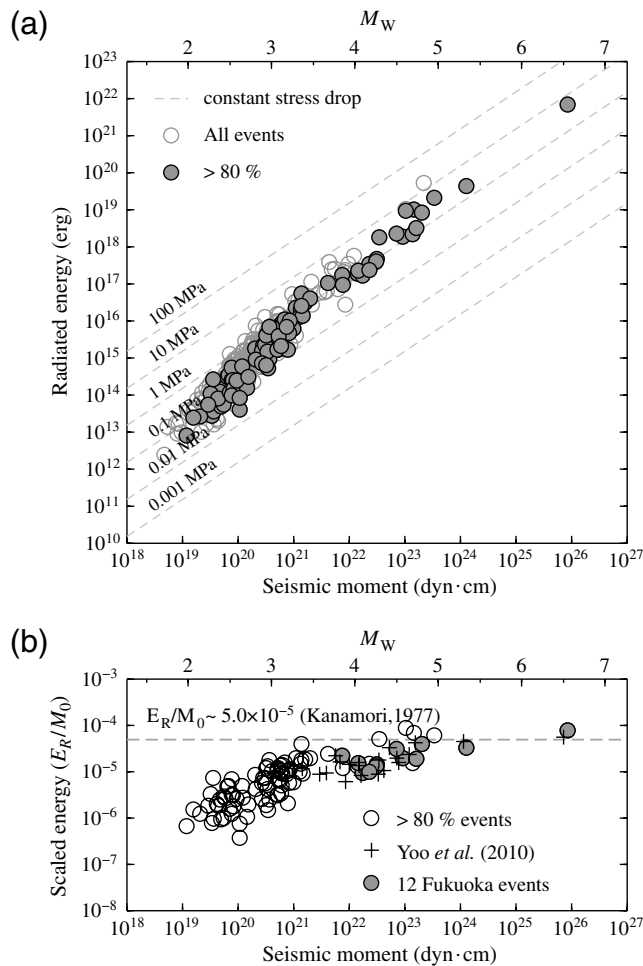 (a)
M_W
2 3 4 5 6 7
10^23
10^22
10^21
10^20
10^19
10^18
10^17
10^16
10^15
10^14
10^13
10^12
10^11
10^10
Radiated energy (erg)
constant stress drop
All events
> 80 %
100 MPa
10 MPa
1 MPa
0.1 MPa
0.01 MPa
0.001 MPa
10^18 10^19 10^20 10^21 10^22 10^23 10^24 10^25 10^26 10^27
Seismic moment (dyn·cm)
(b)
M_W
2 3 4 5 6 7
10^−3
10^−4
10^−5
10^−6
10^−7
10^−8
Scaled energy (E_R/M_0)
E_R/M_0~ 5.0×10^−5 (Kanamori,1977)
> 80 % events
Yoo et al. (2010)
12 Fukuoka events
10^18 10^19 10^20 10^21 10^22 10^23 10^24 10^25 10^26 10^27
Seismic moment (dyn·cm)